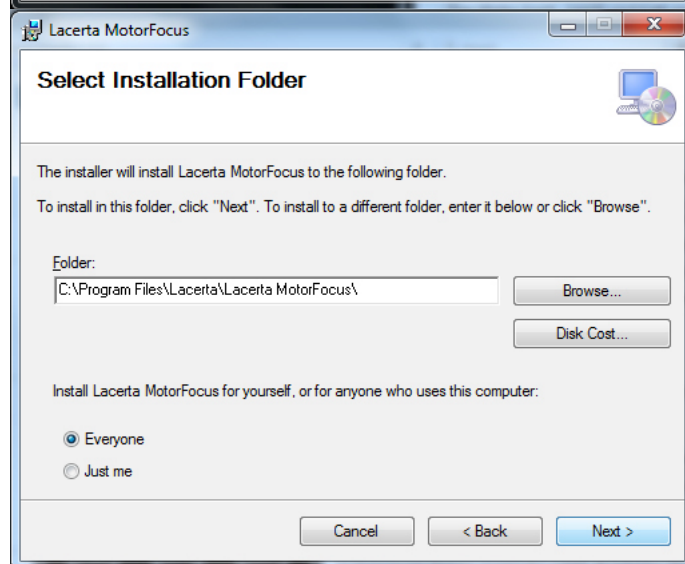 Lacerta MotorFocus
Select Installation Folder
The installer will install Lacerta MotorFocus to the following folder.
To install in this folder, click "Next". To install to a different folder, enter it below or click "Browse".
Folder:
C:\Program Files\Lacerta\Lacerta MotorFocus\
Browse...
Disk Cost...
Install Lacerta MotorFocus for yourself, or for anyone who uses this computer:
Everyone
Just me
Cancel
< Back
Next >